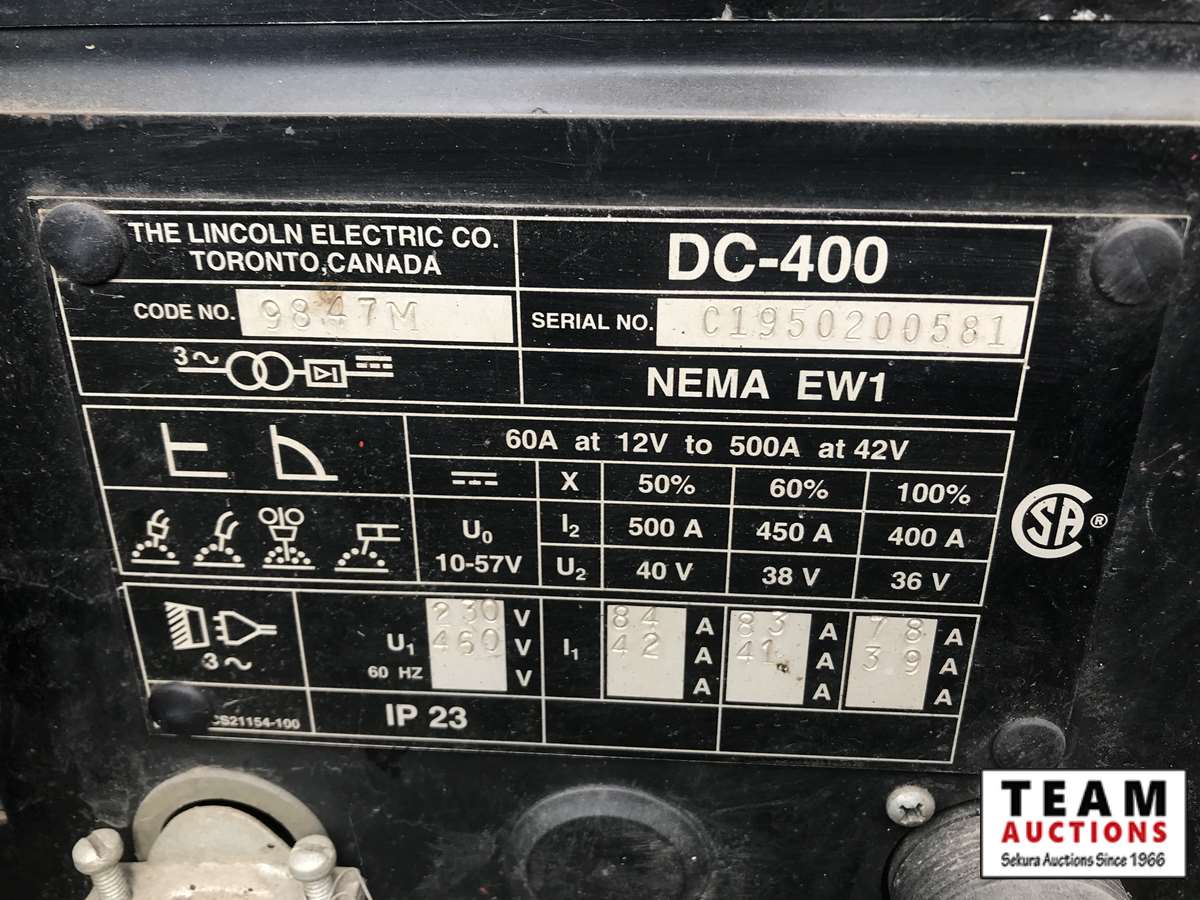 THE LINCOLN ELECTRIC CO.
TORONTO, CANADA
DC-400
CODE NO. 9847M
SERIAL NO. C1950200581
3~
NEMA EW1
60A at 12V to 500A at 42V
X 50% 60% 100%
U0 I2 500 A 450 A 400 A
10-57V U2 40 V 38 V 36 V
230 V 84 A 83 A 78 A
U1 460 V I1 42 A 41 A 39 A
60 HZ V A A A
3~
CS21154-100 IP 23
CSA®
TEAM
AUCTIONS
Sekura Auctions Since 1966